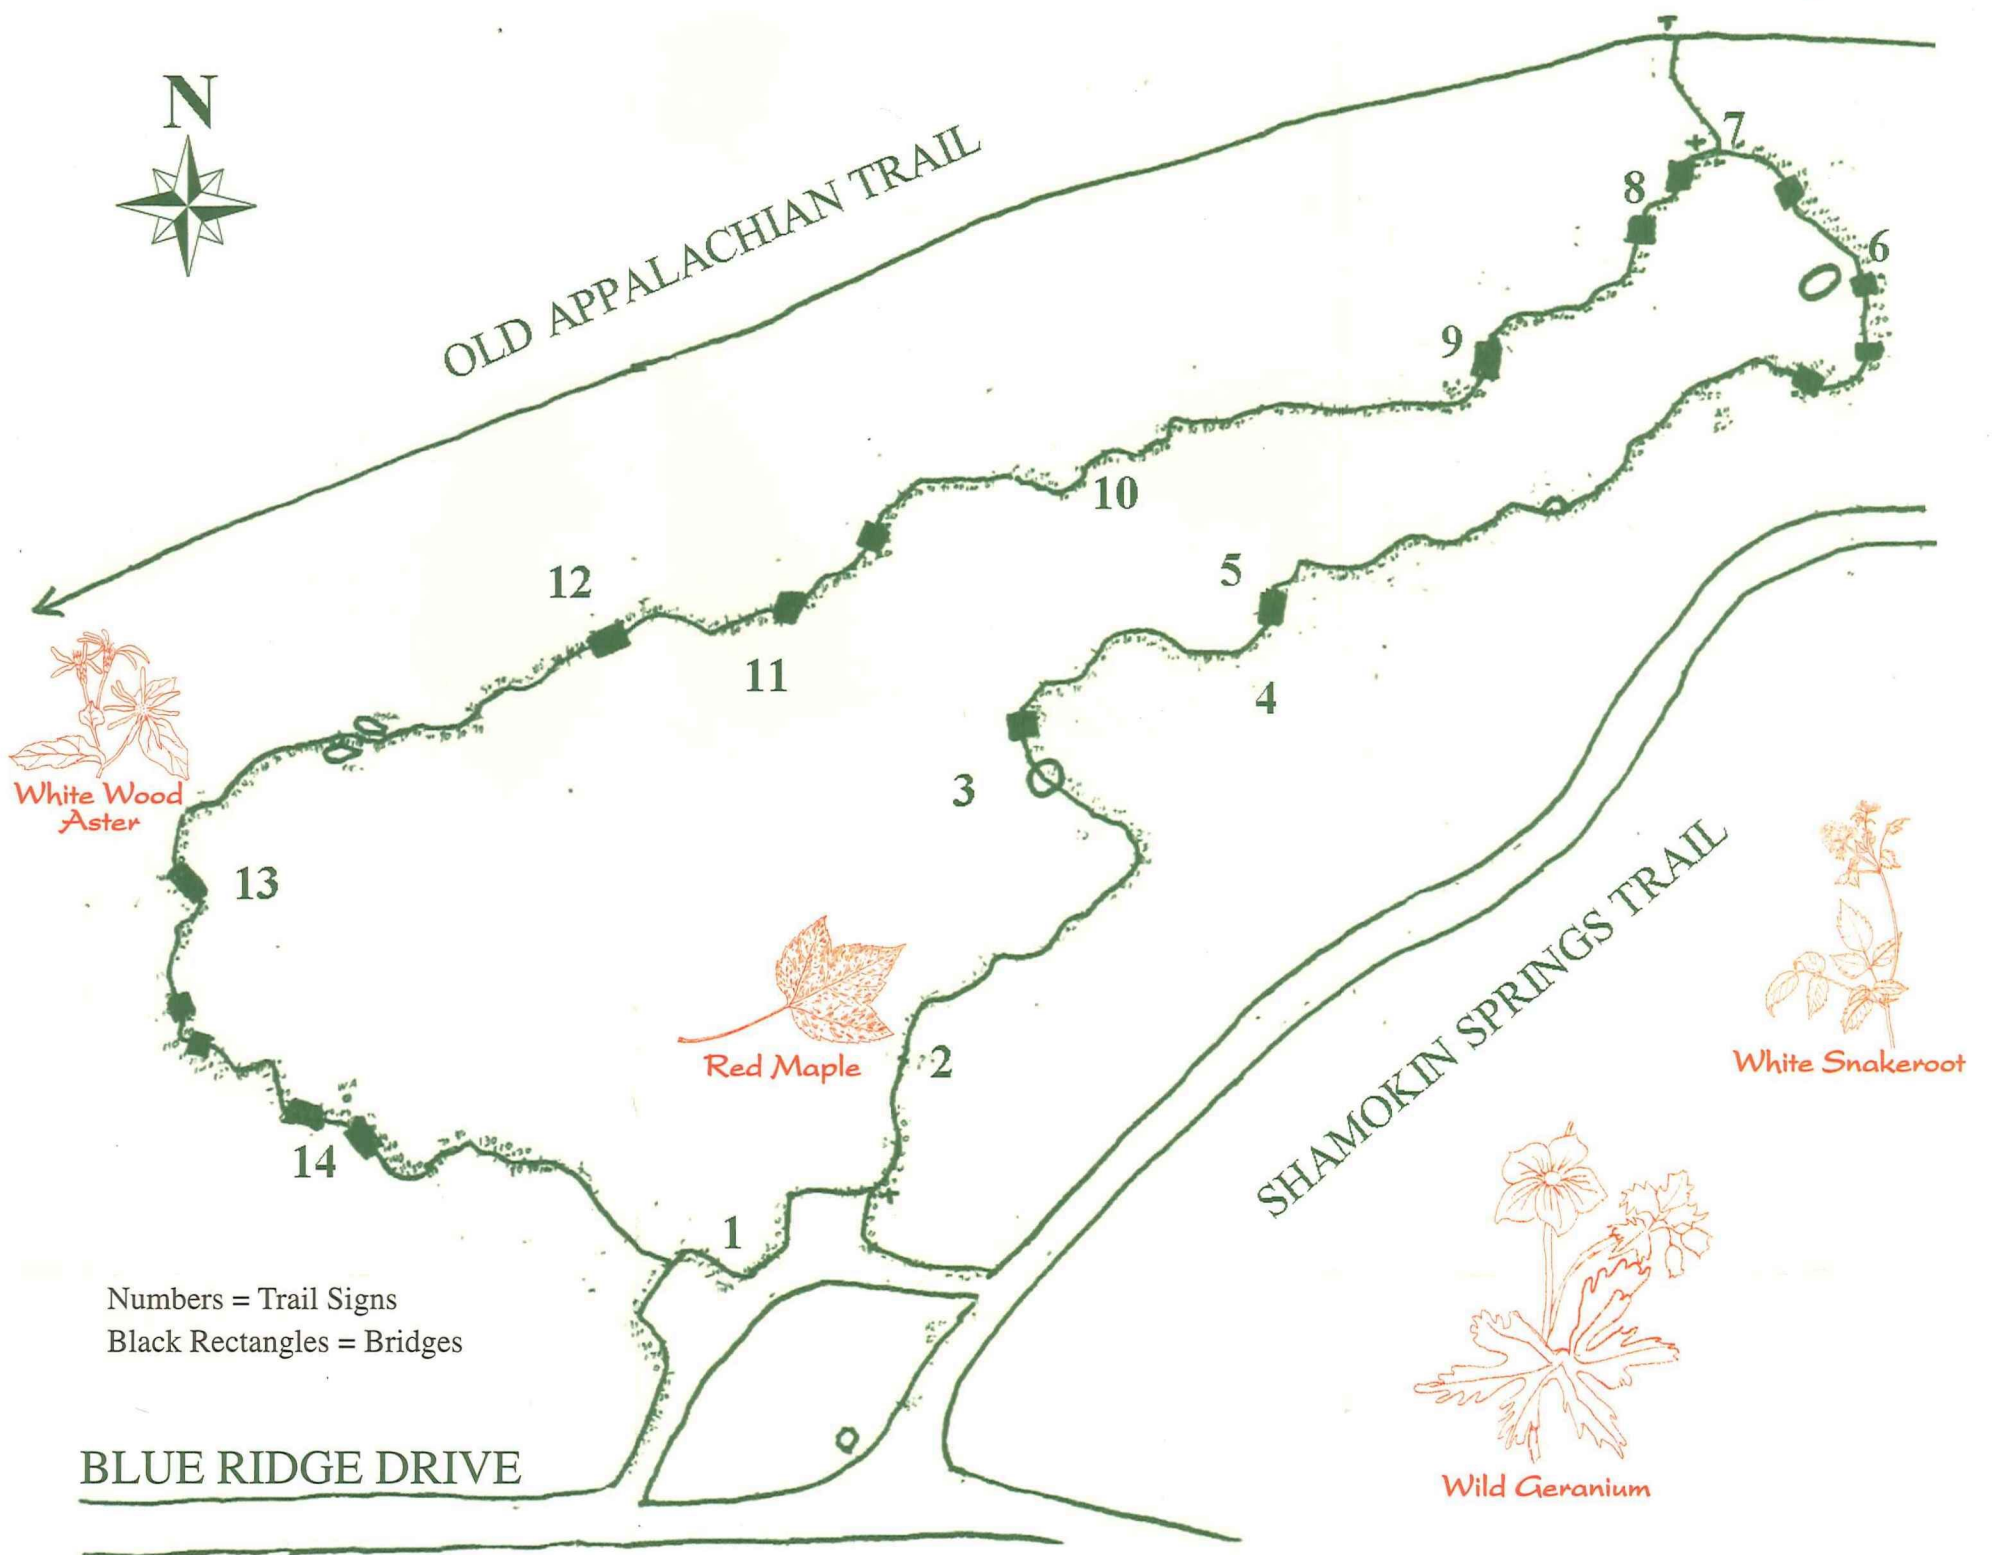 N
OLD APPALACHIAN TRAIL
7
8
6
9
10
12
5
11
4
White Wood
Aster
3
13
Red Maple
2
SHAMOKIN SPRINGS TRAIL
White Snakeroot
14
1
Numbers = Trail Signs
Black Rectangles = Bridges
BLUE RIDGE DRIVE
Wild Geranium